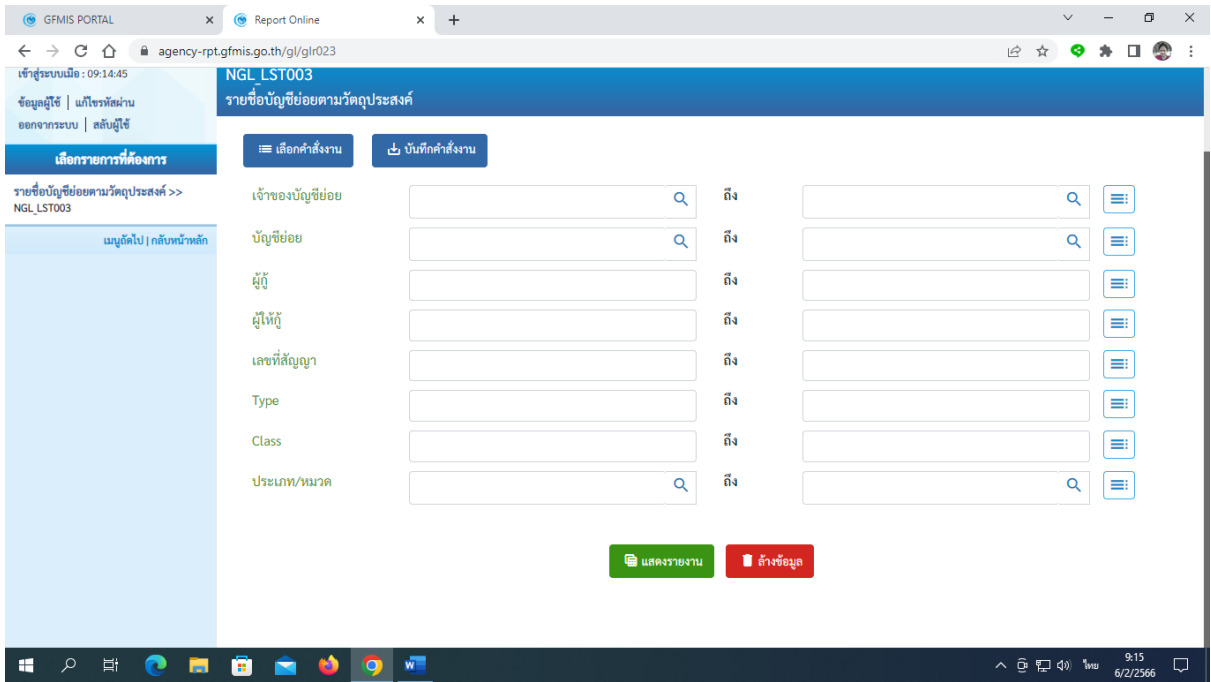 GFMIS PORTAL
Report Online
agency-rpt.gfmis.go.th/gl/glr023
เข้าสู่ระบบเมื่อ : 09:14:45
ข้อมูลผู้ใช้ | แก้ไขรหัสผ่าน
ออกจากระบบ | สลับผู้ใช้
เลือกรายการที่ต้องการ
รายชื่อบัญชีย่อยตามวัตถุประสงค์ >>
NGL_LST003
เมนูถัดไป | กลับหน้าหลัก
NGL_LST003
รายชื่อบัญชีย่อยตามวัตถุประสงค์
เลือกคำสั่งงาน
บันทึกคำสั่งงาน
เจ้าของบัญชีย่อย ถึง
บัญชีย่อย ถึง
ผู้กู้ ถึง
ผู้ให้กู้ ถึง
เลขที่สัญญา ถึง
Type ถึง
Class ถึง
ประเภท/หมวด ถึง
แสดงรายงาน
ล้างข้อมูล
ไทย
9:15
6/2/2566